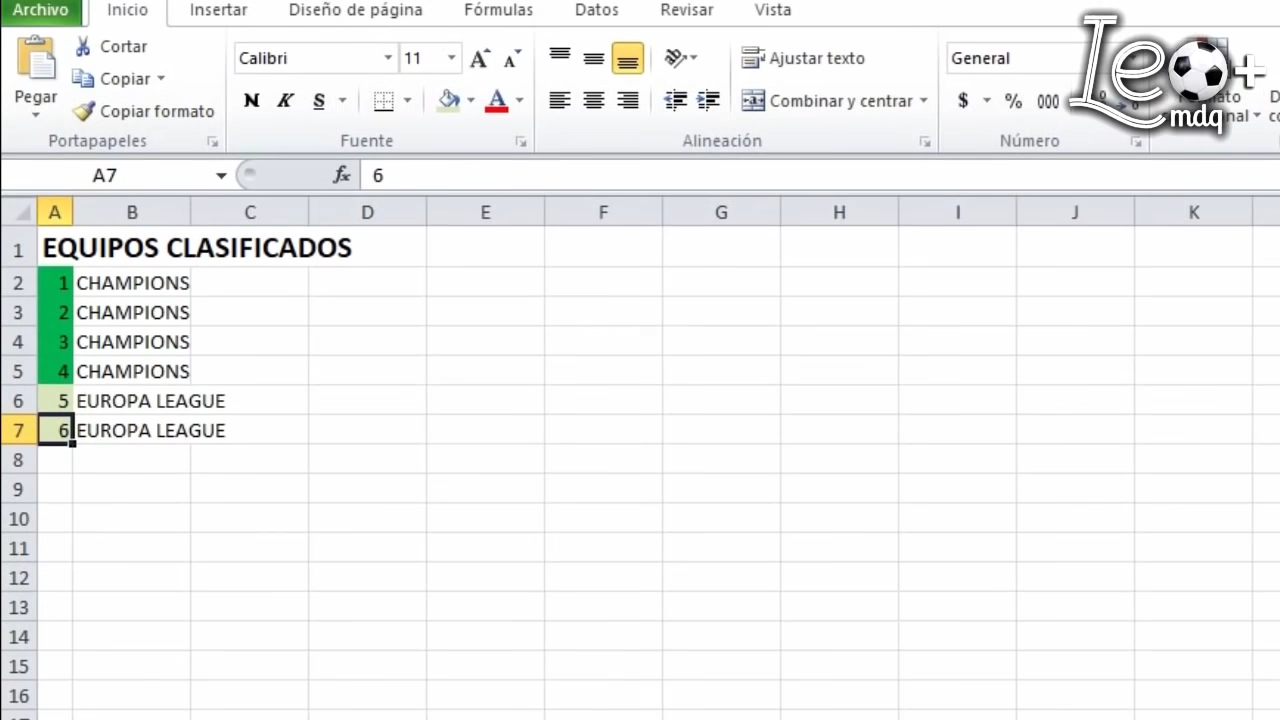 Archivo Inicio Insertar Diseño de página Fórmulas Datos Revisar Vista
Cortar
Copiar
Copiar formato
Pegar
Portapapeles
Calibri 11
N K S
Fuente
Ajustar texto
Combinar y centrar
Alineación
General
$ % 000
Número
Leo+
mdq
A7 fx 6
A B C D E F G H I J K
1 EQUIPOS CLASIFICADOS
2 1 CHAMPIONS
3 2 CHAMPIONS
4 3 CHAMPIONS
5 4 CHAMPIONS
6 5 EUROPA LEAGUE
7 6 EUROPA LEAGUE
8
9
10
11
12
13
14
15
16